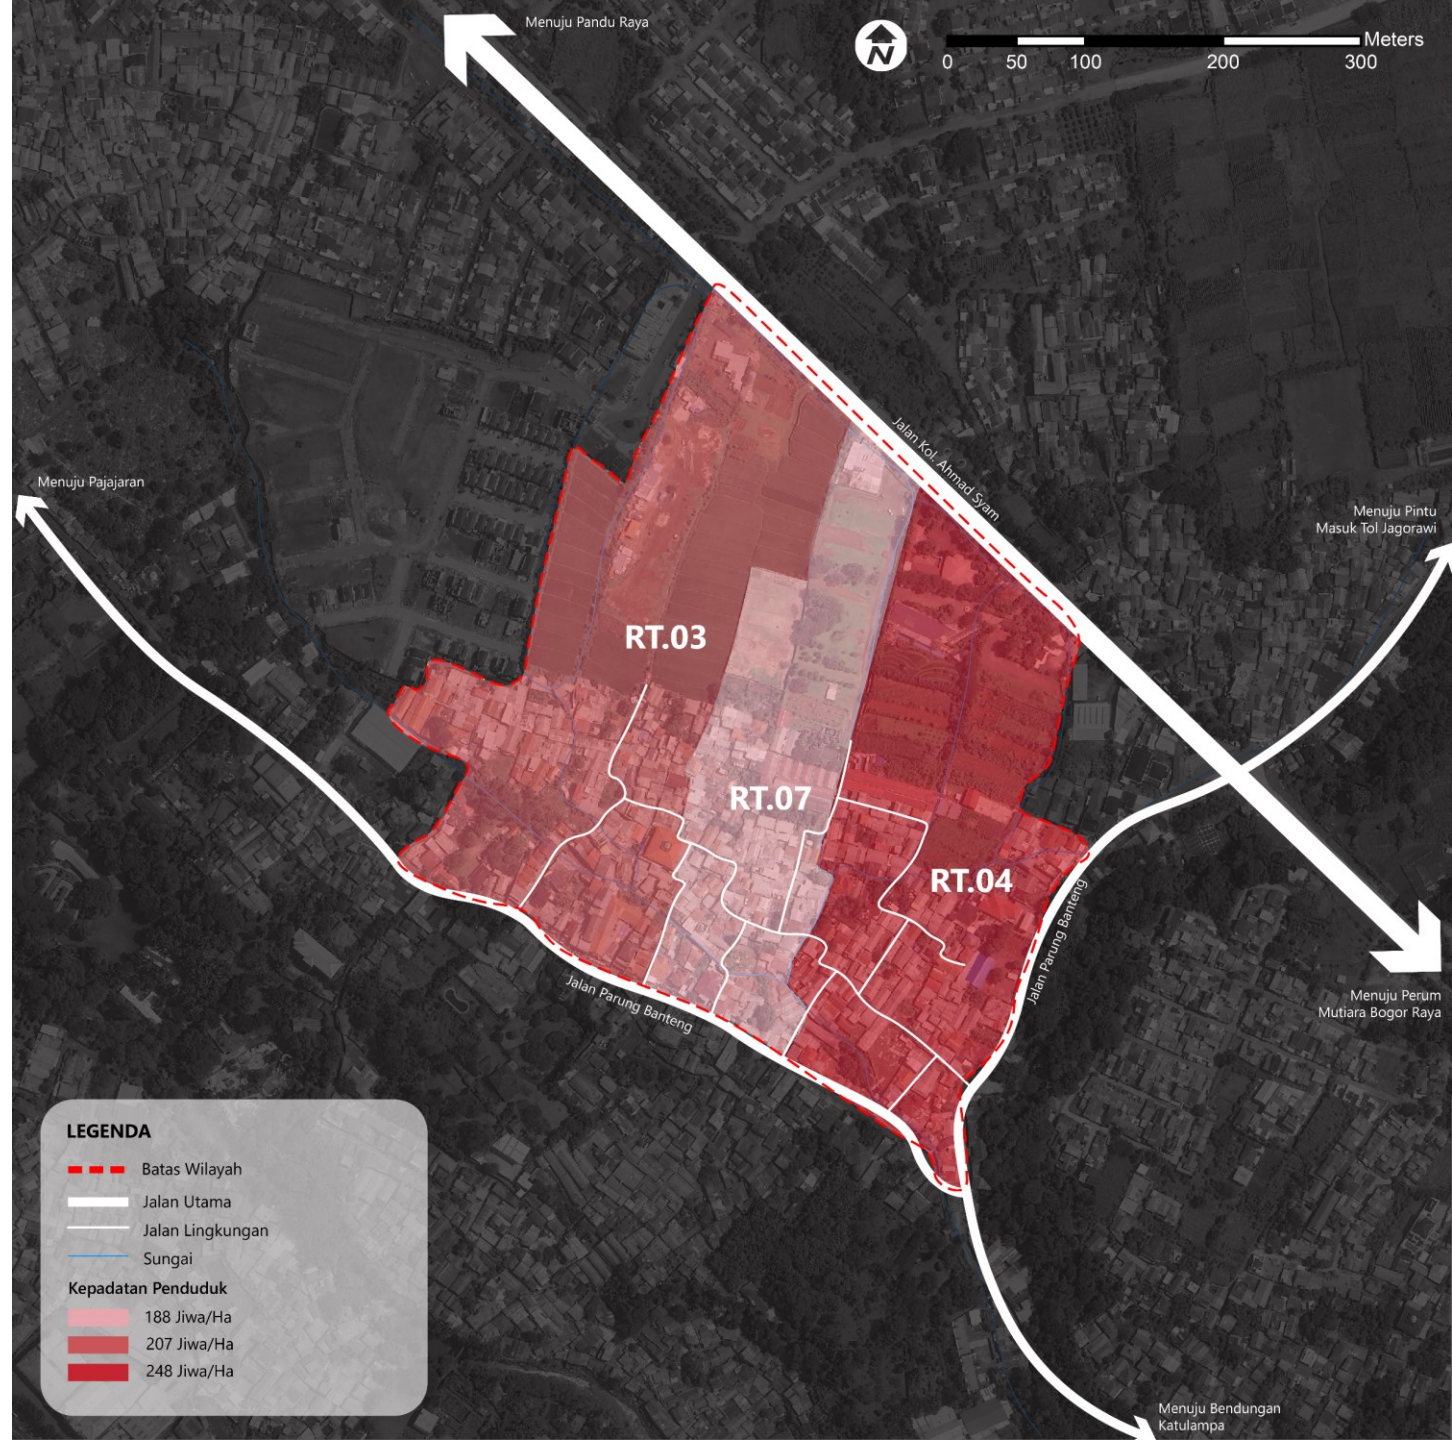 Menuju Pandu Raya
N
Meters
0 50 100 200 300
Jalan Kol. Ahmad Syam
Menuju Pajajaran
Menuju Pintu
Masuk Tol Jagorawi
RT.03
RT.07
RT.04
Jalan Parung Banteng
Jalan Parung Banteng
Menuju Perum
Mutiara Bogor Raya
LEGENDA
Batas Wilayah
Jalan Utama
Jalan Lingkungan
Sungai
Kepadatan Penduduk
188 Jiwa/Ha
207 Jiwa/Ha
248 Jiwa/Ha
Menuju Bendungan
Katulampa